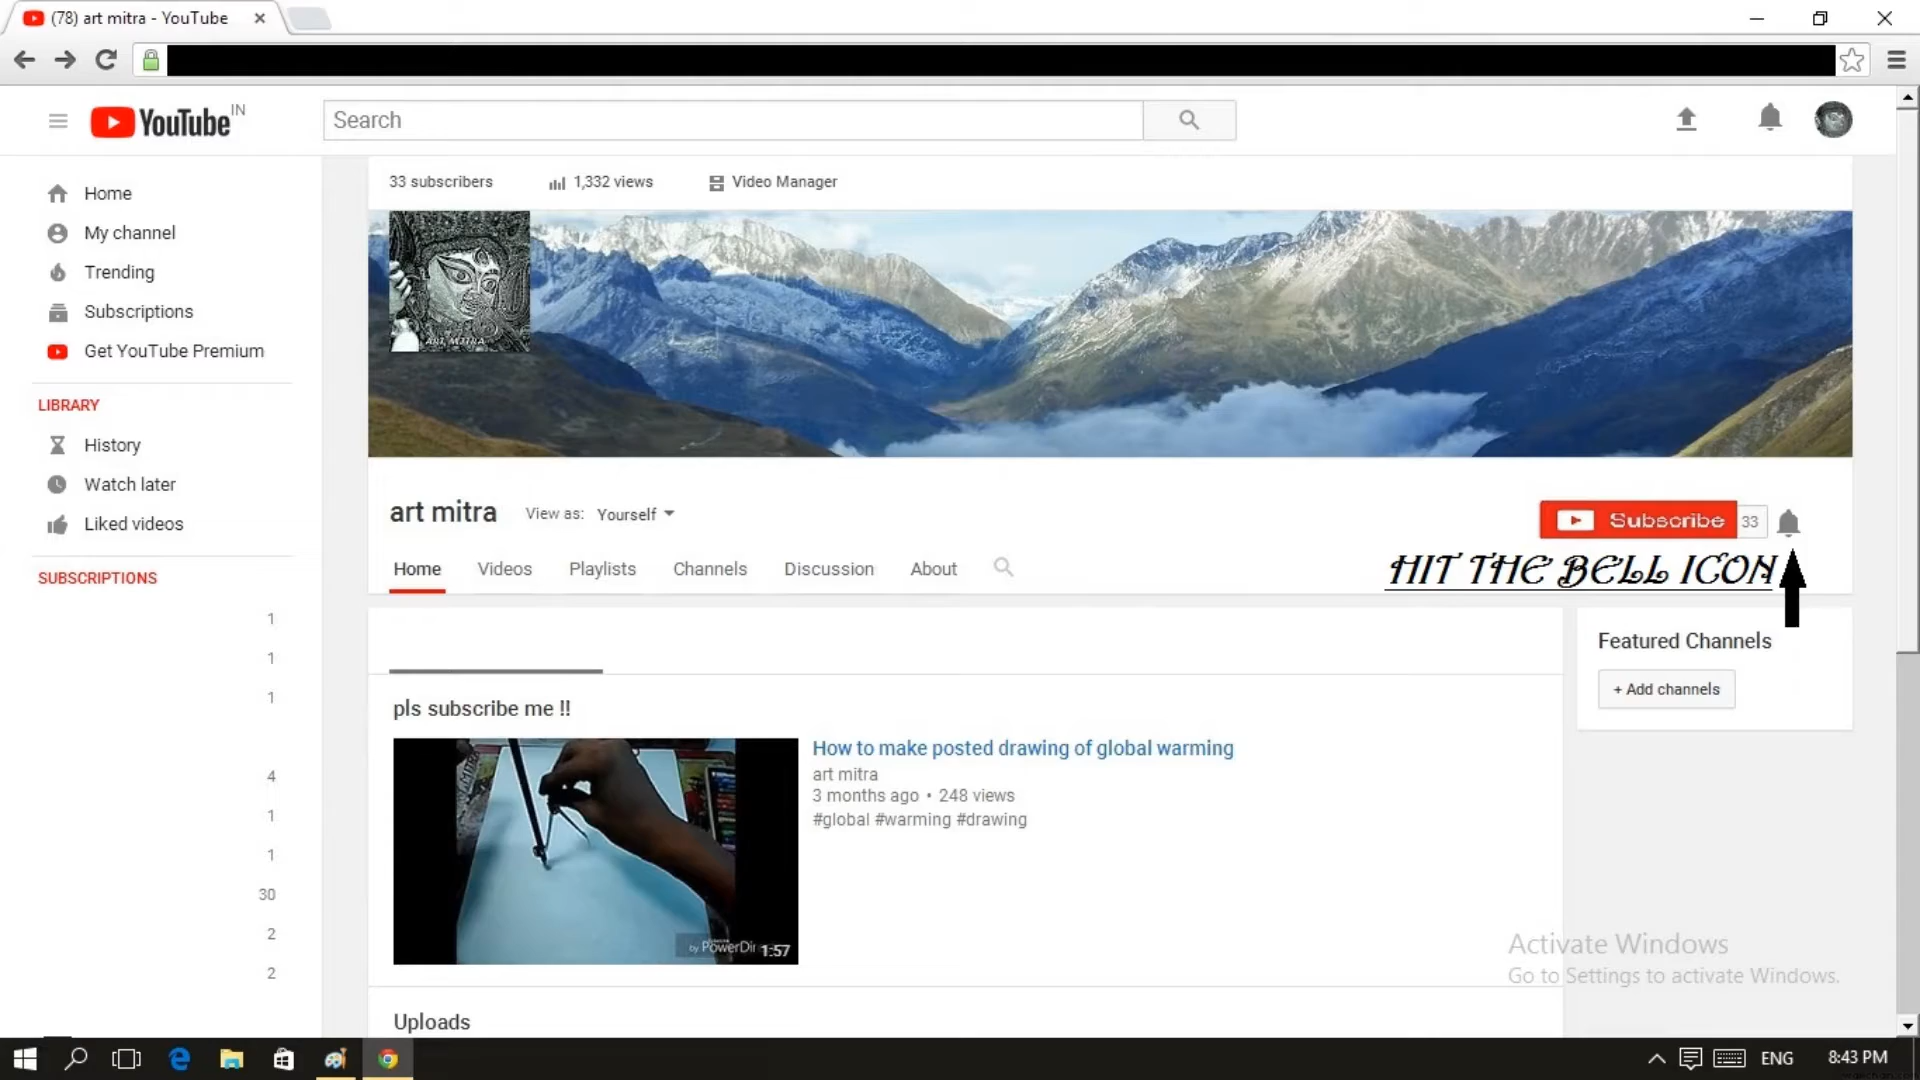 (78) art mitra - YouTube
YouTube IN
Search
33 subscribers
1,332 views
Video Manager
Home
My channel
Trending
Subscriptions
Get YouTube Premium
LIBRARY
History
Watch later
Liked videos
SUBSCRIPTIONS
1
1
1
4
1
1
30
2
2
ART MITRA
art mitra
View as: Yourself
Subscribe 33
HIT THE BELL ICON
Home
Videos
Playlists
Channels
Discussion
About
Featured Channels
+ Add channels
pls subscribe me !!
How to make posted drawing of global warming
art mitra
3 months ago • 248 views
#global #warming #drawing
by PowerDir
1:57
Uploads
Activate Windows
Go to Settings to activate Windows.
ENG
8:43 PM